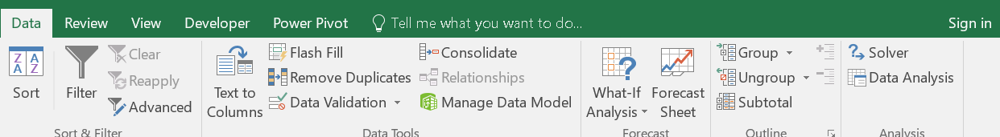 Data Review View Developer Power Pivot Tell me what you want to do... Sign in
Z A A Z
Sort
Filter
Clear
Reapply
Advanced
Sort & Filter
Text to
Columns
Flash Fill
Remove Duplicates
Data Validation
Consolidate
Relationships
Manage Data Model
Data Tools
What-If
Analysis
Forecast
Sheet
Forecast
Group
Ungroup
Subtotal
Outline
Solver
Data Analysis
Analysis